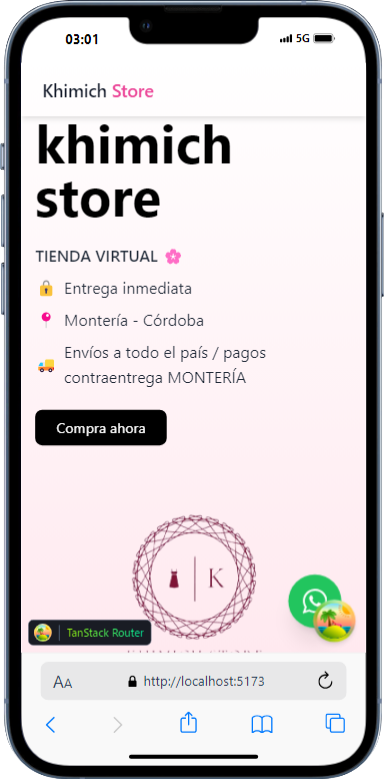 03:01
5G
Khimich Store
khimich
store
TIENDA VIRTUAL
Entrega inmediata
Montería - Córdoba
Envíos a todo el país / pagos
contraentrega MONTERÍA
Compra ahora
K
TanStack Router
AA
http://localhost:5173